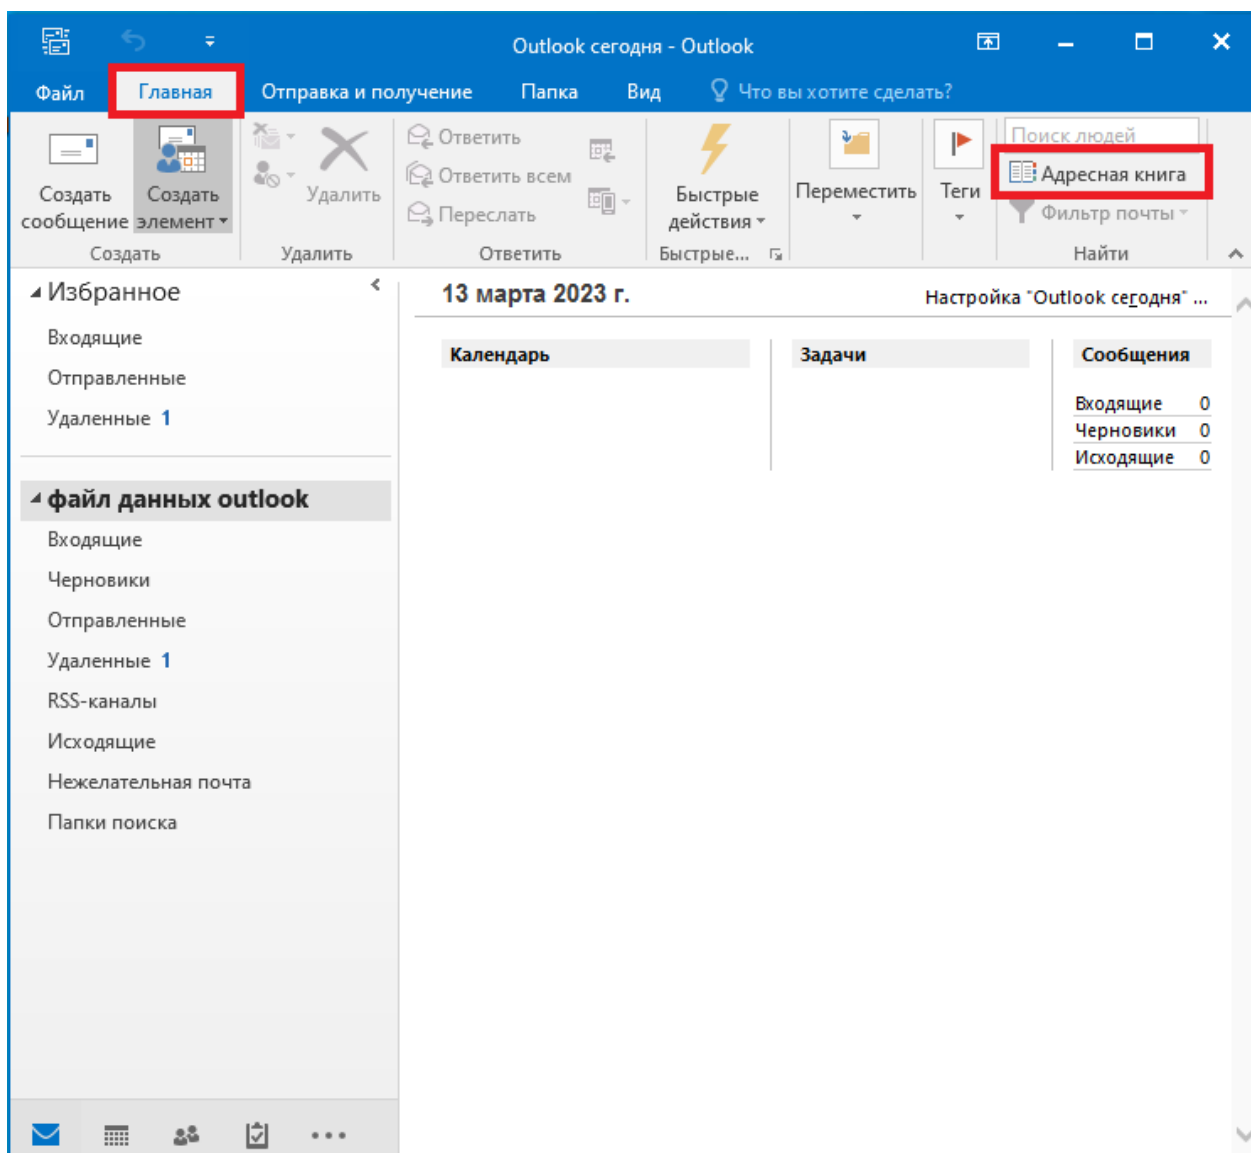 Outlook сегодня - Outlook
Файл Главная Отправка и получение Папка Вид Что вы хотите сделать?
Создать сообщение
Создать элемент
Создать
Удалить
Удалить
Ответить
Ответить всем
Переслать
Ответить
Быстрые действия
Быстрые...
Переместить
Теги
Поиск людей
Адресная книга
Фильтр почты
Найти
Избранное
Входящие
Отправленные
Удаленные 1
файл данных outlook
Входящие
Черновики
Отправленные
Удаленные 1
RSS-каналы
Исходящие
Нежелательная почта
Папки поиска
13 марта 2023 г.
Настройка "Outlook сегодня" ...
Календарь
Задачи
Сообщения
Входящие 0
Черновики 0
Исходящие 0